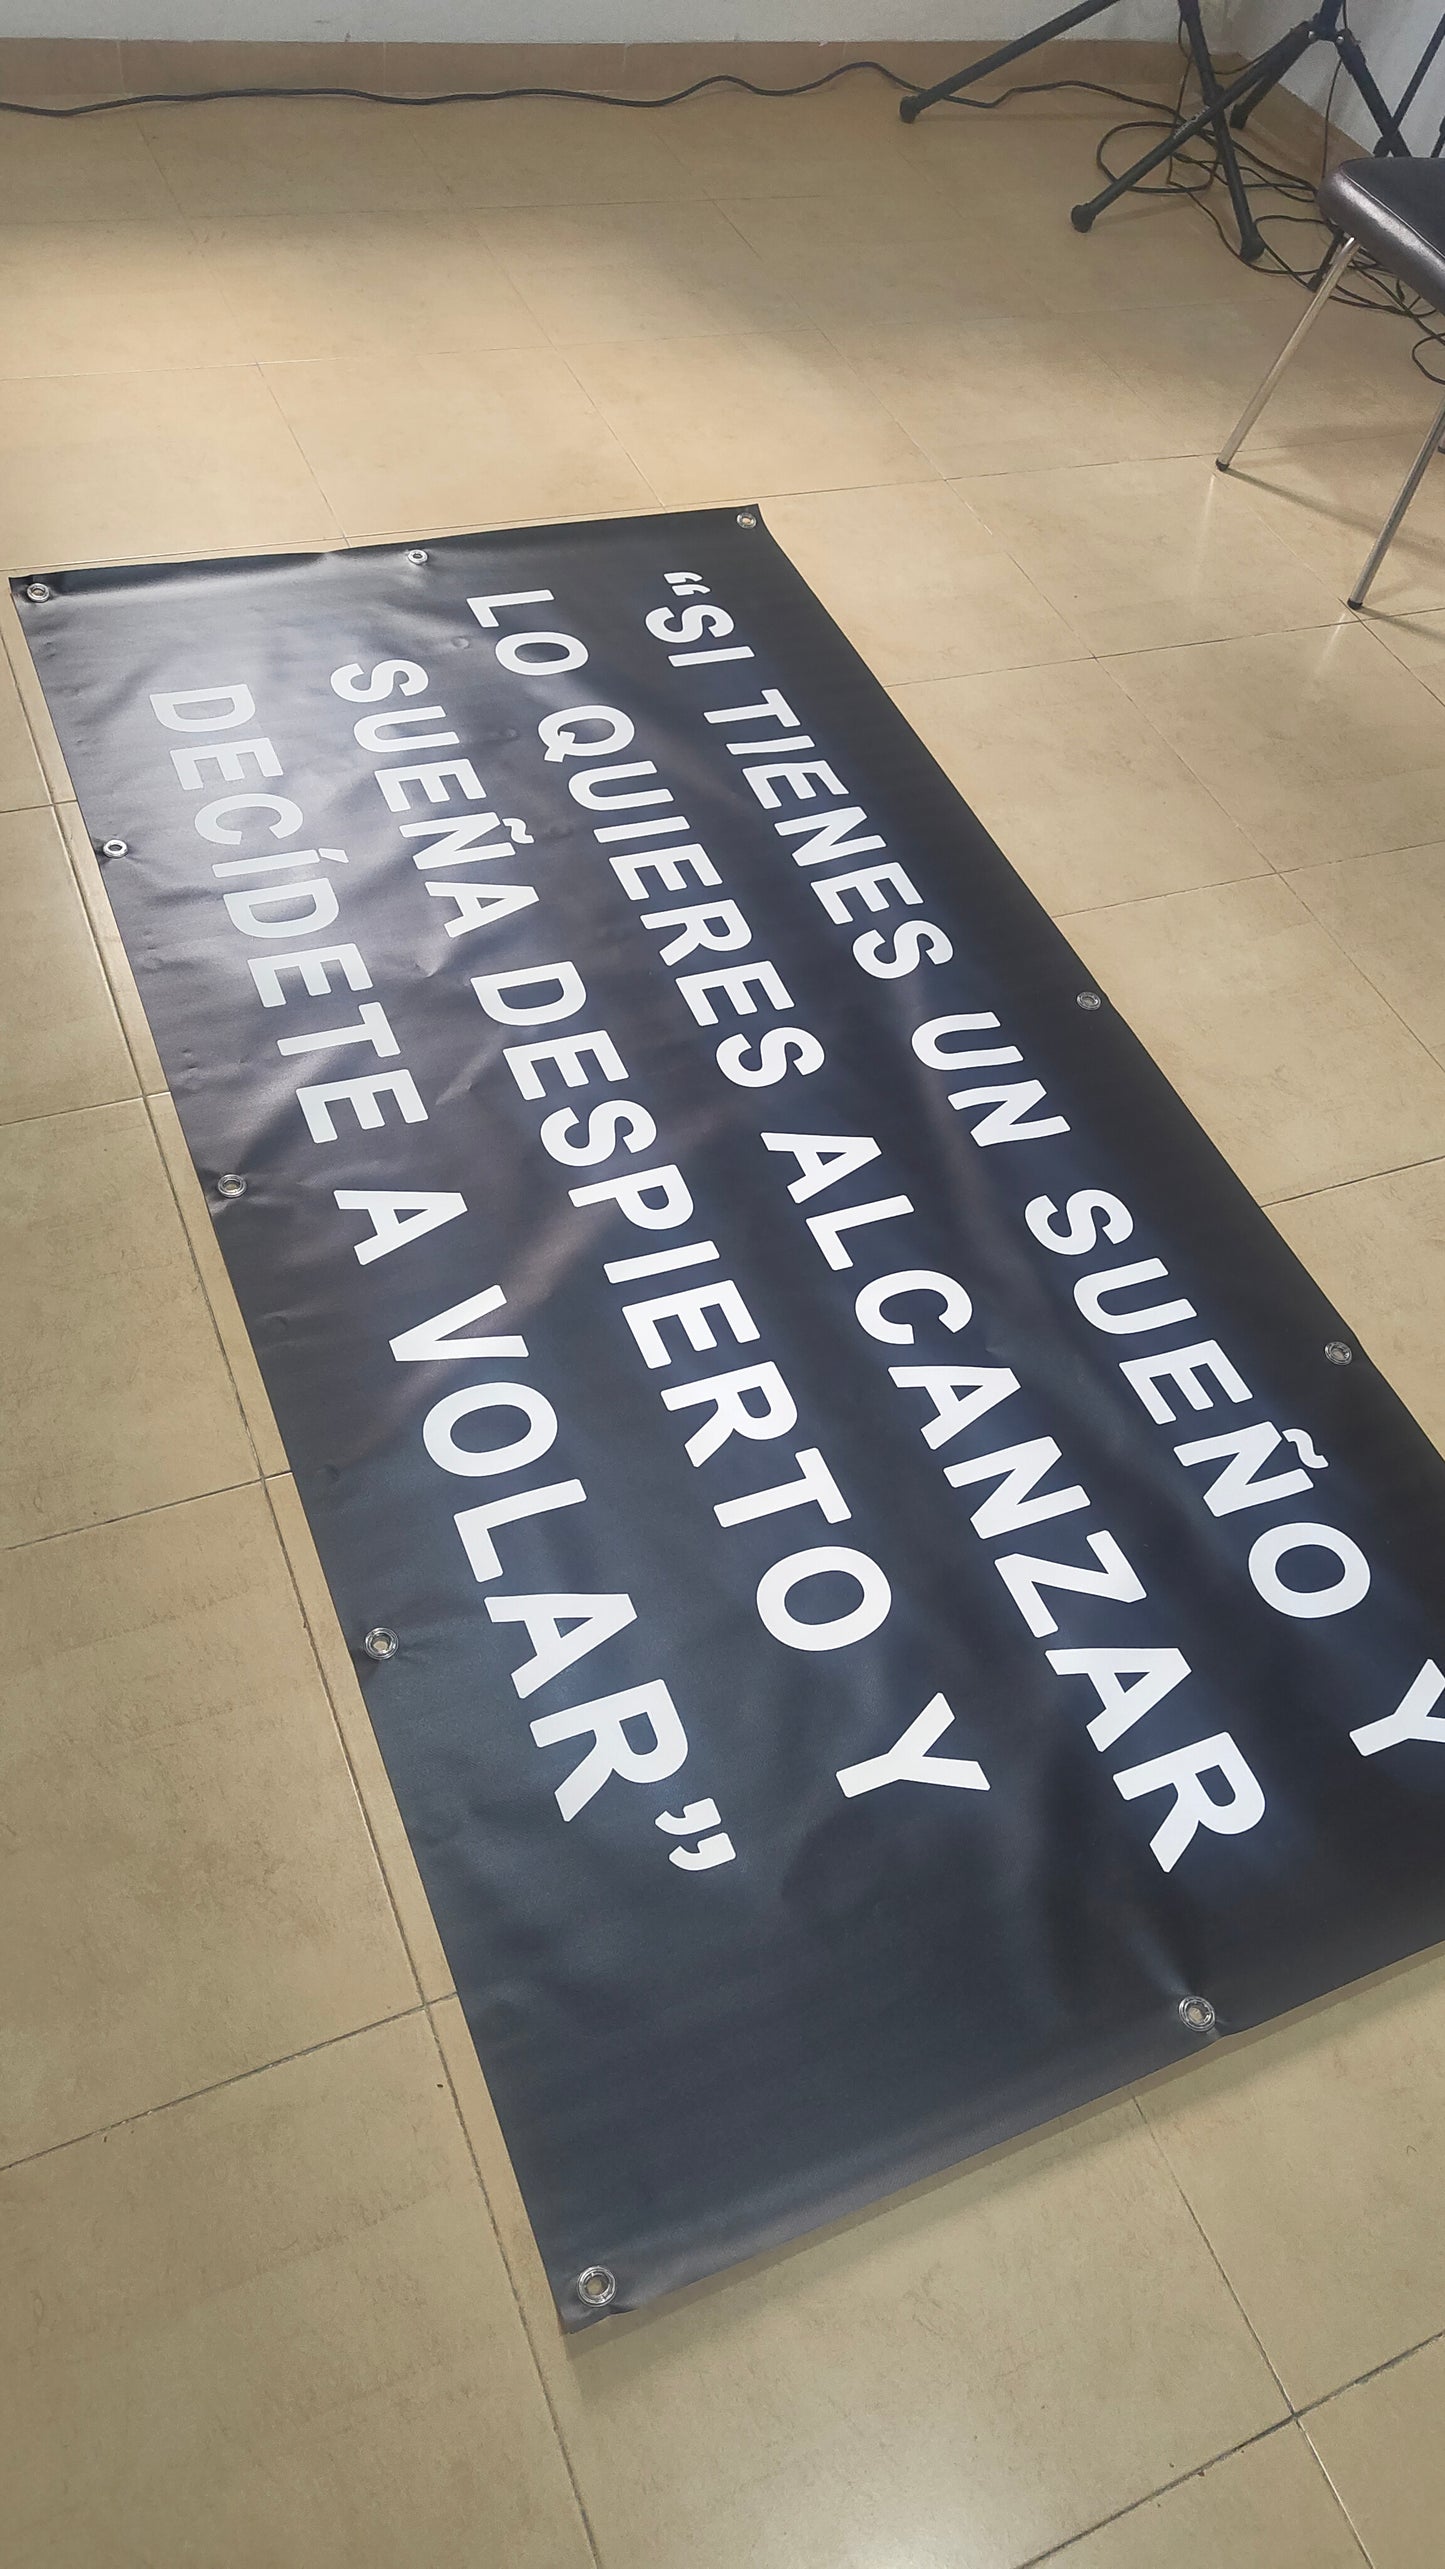 “SI TIENES UN SUEÑO Y
LO QUIERES ALCANZAR
SUEÑA DESPIERTO Y
DECÍDETE A VOLAR”